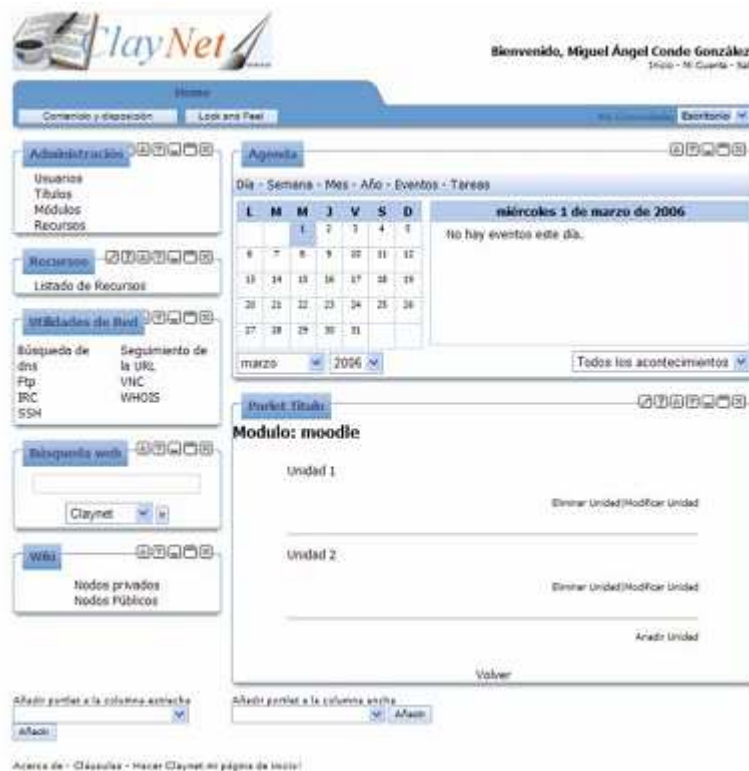 ClayNet
Bienvenido, Miguel Ángel Conde González
Inicio - Mi Cuenta - Sal
Home
Contenido y disposición
Look and Feel
Escritorio
Administración
Usuarios
Títulos
Módulos
Recursos
Recursos
Listado de Recursos
Utilidades de Red
Búsqueda de dns
Ftp
IRC
SSH
Seguimiento de la URL
VNC
WHOIS
Búsqueda web
Claynet
Wiki
Nodos privados
Nodos Públicos
Agenda
Día - Semana - Mes - Año - Eventos - Tareas
L M M J V S D
1 2 3 4 5
6 7 8 9 10 11 12
13 14 15 16 17 18 19
20 21 22 23 24 25 26
27 28 29 30 31
marzo 2006
miércoles 1 de marzo de 2006
No hay eventos este día.
Todos los acontecimientos
Portlet Titulo
Modulo: moodle
Unidad 1
Eliminar Unidad|Modificar Unidad
Unidad 2
Eliminar Unidad|Modificar Unidad
Anadir Unidad
Volver
Añadir portlet a la columna estrecha
Añadir
Añadir portlet a la columna ancha
Añadir
Acerca de - Cláusulas - Hacer Claynet mi página de inicio!